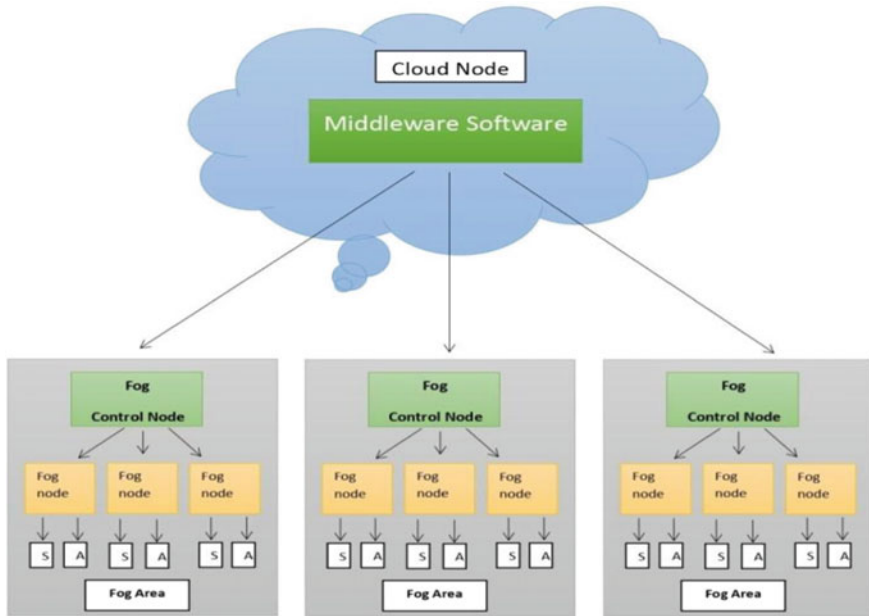 Cloud Node
Middleware Software
Fog
Control Node
Fog
Control Node
Fog
Control Node
Fog
node
Fog
node
Fog
node
Fog
node
Fog
node
Fog
node
Fog
node
Fog
node
Fog
node
S A S A S A
S A S A S A
S A S A S A
Fog Area
Fog Area
Fog Area